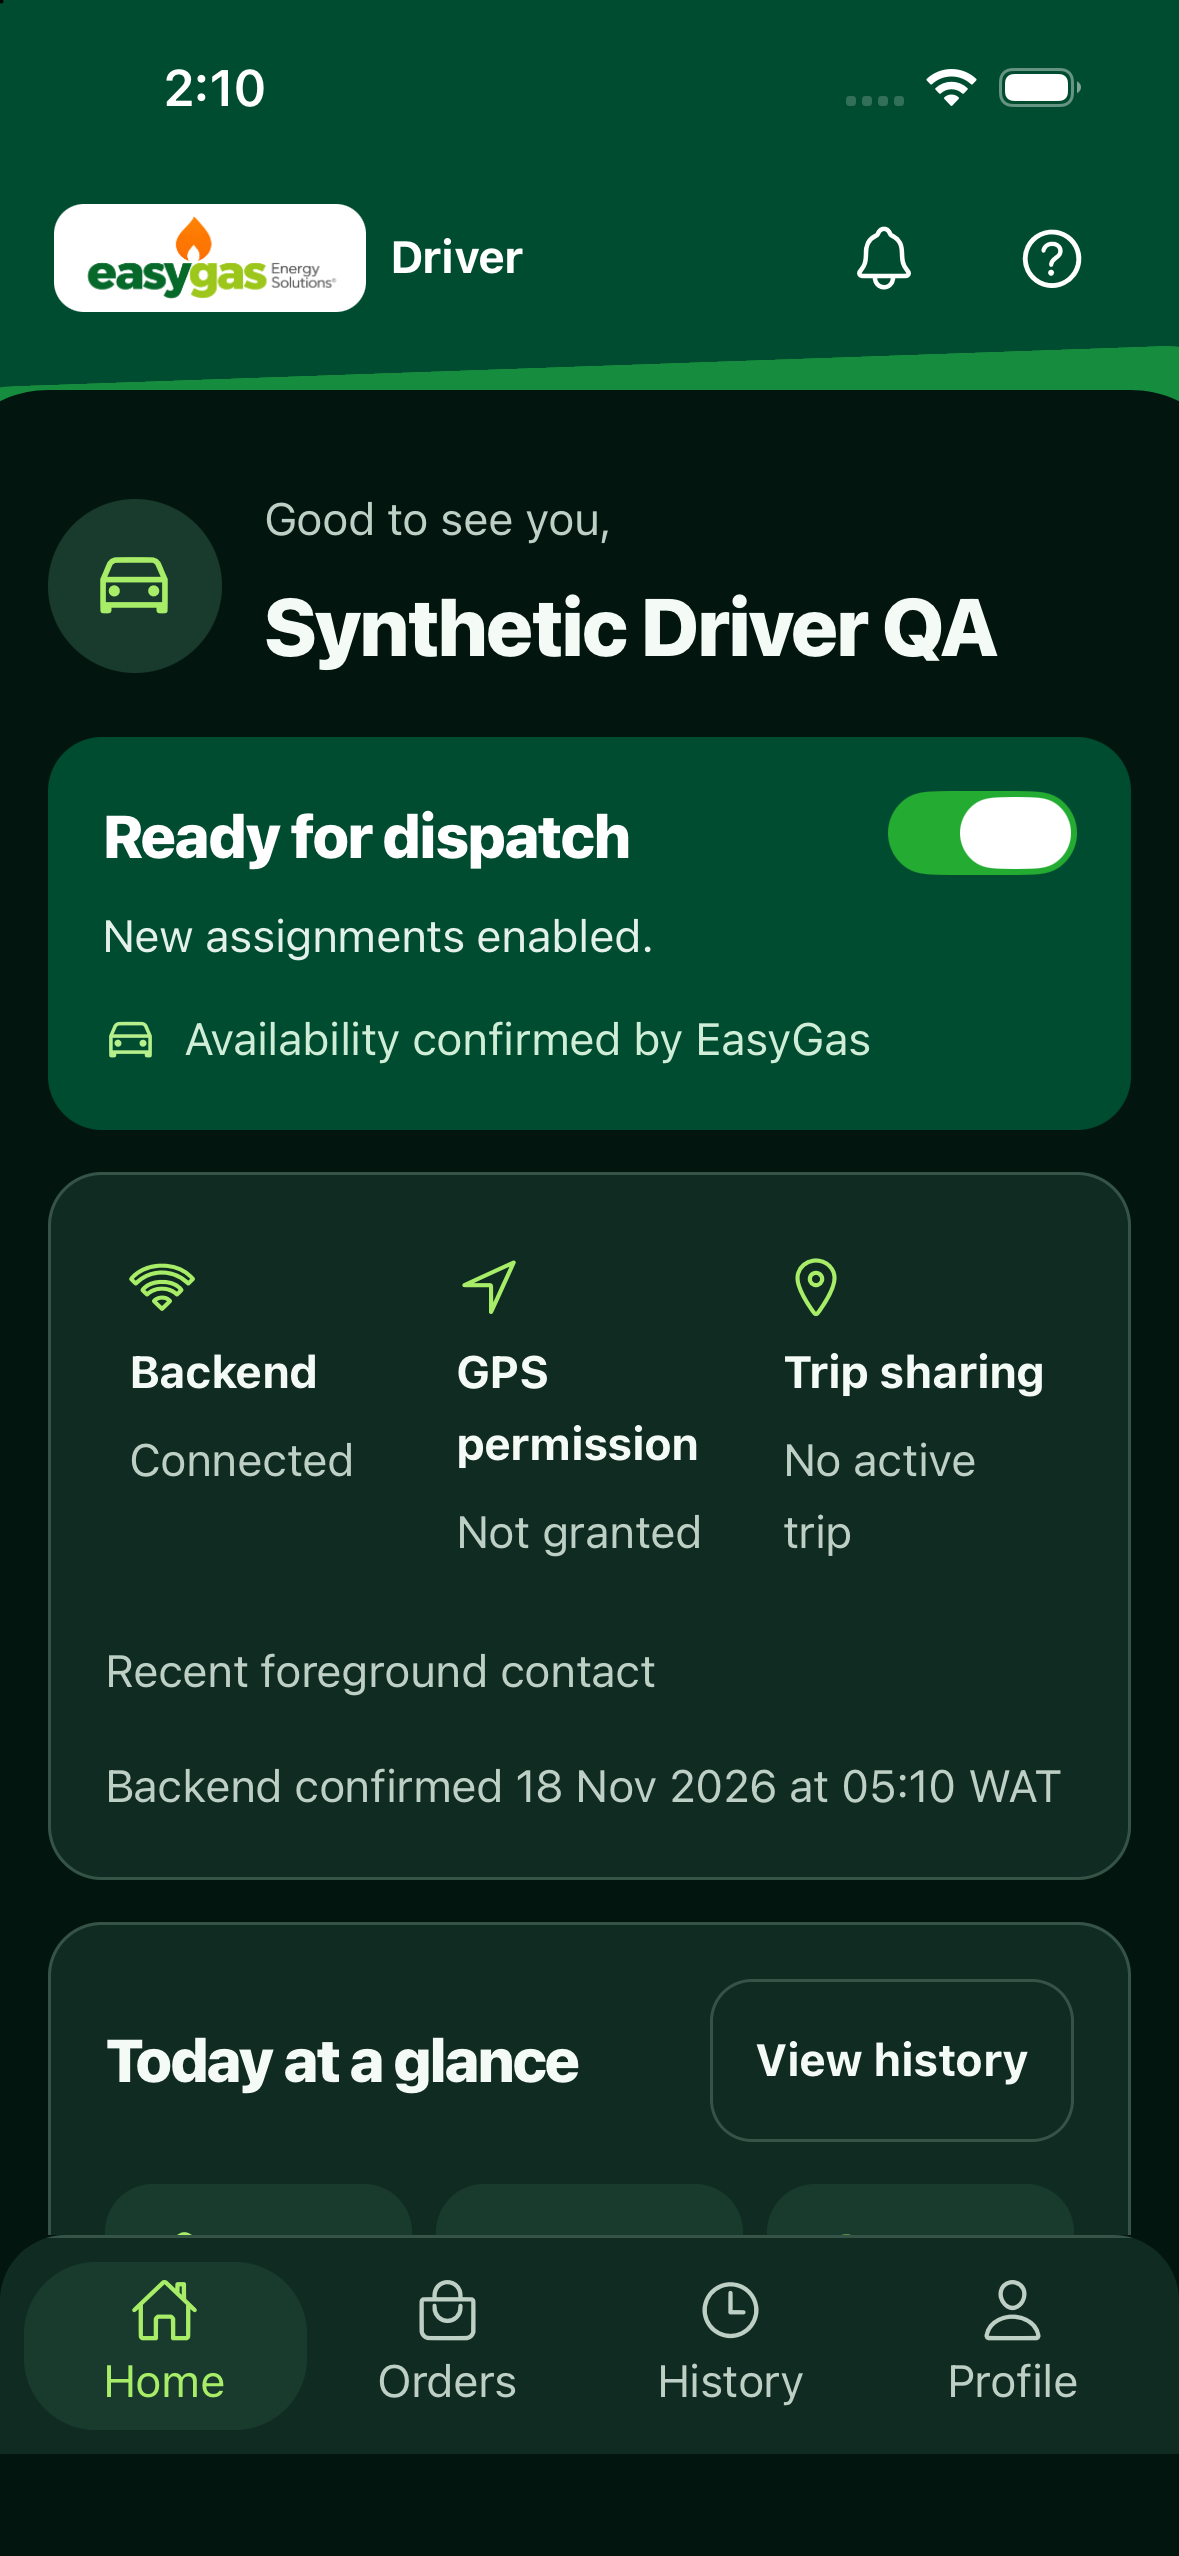 2:10
easygas Energy Solutions®
Driver
Good to see you,
Synthetic Driver QA
Ready for dispatch
New assignments enabled.
Availability confirmed by EasyGas
Backend
Connected
GPS
permission
Not granted
Trip sharing
No active
trip
Recent foreground contact
Backend confirmed 18 Nov 2026 at 05:10 WAT
Today at a glance
View history
Home
Orders
History
Profile